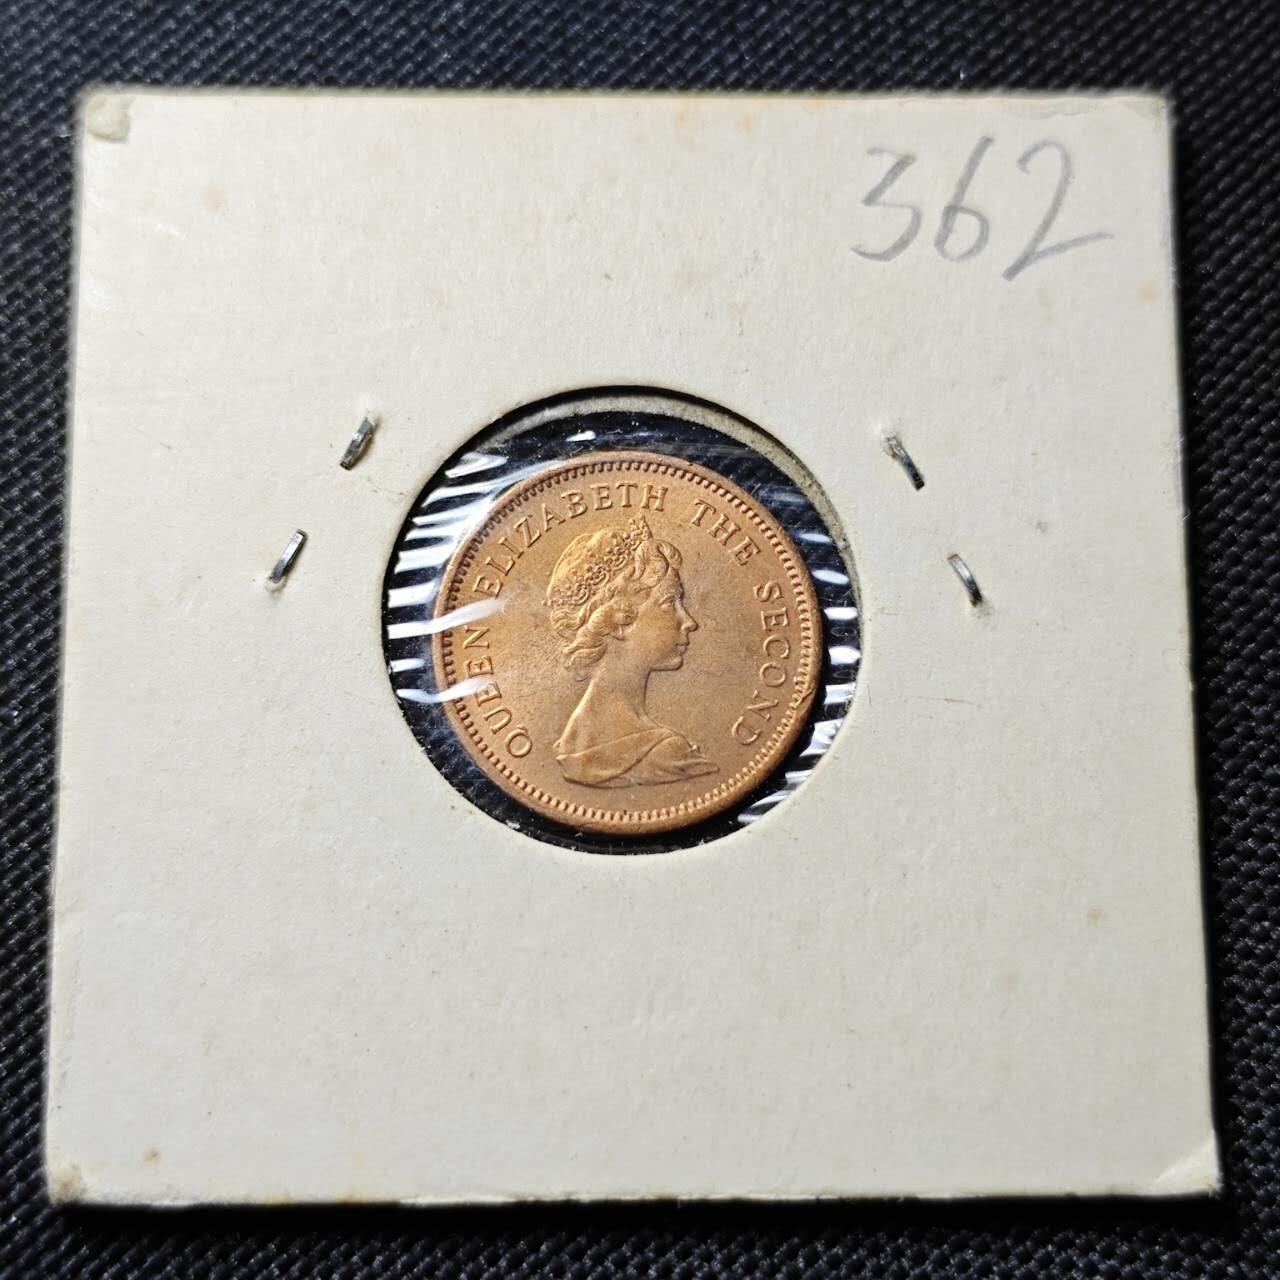 362
QUEEN ELIZABETH THE SECOND